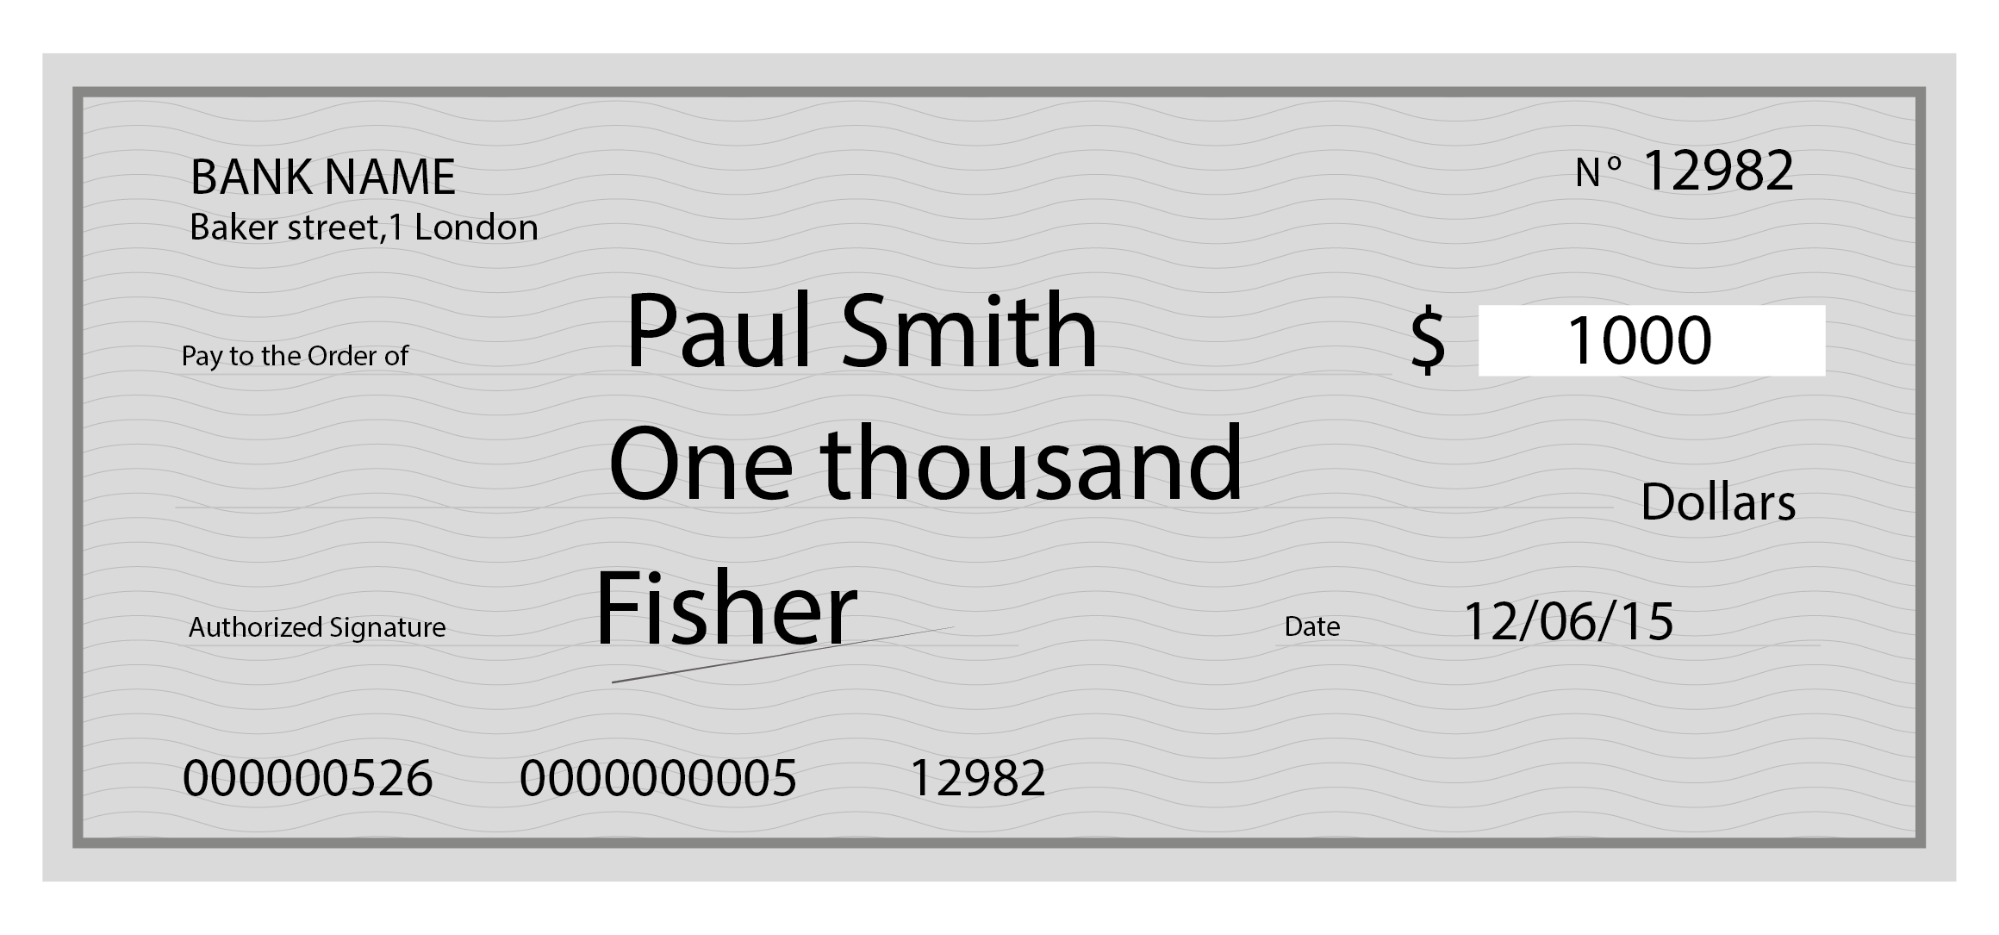 BANK NAME
Nº 12982
Baker street,1 London
Pay to the Order of Paul Smith $ 1000
One thousand Dollars
Authorized Signature Fisher Date 12/06/15
000000526 0000000005 12982